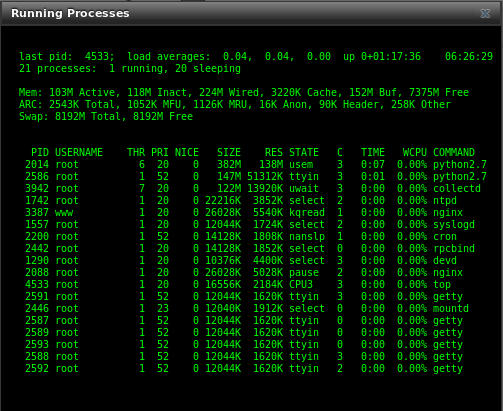 Running Processes
last pid:  4533;  load averages:  0.04,  0.04,  0.00  up 0+01:17:36    06:26:29
21 processes:  1 running, 20 sleeping
Mem: 103M Active, 118M Inact, 224M Wired, 3220K Cache, 152M Buf, 7375M Free
ARC: 2543K Total, 1052K MFU, 1126K MRU, 16K Anon, 90K Header, 258K Other
Swap: 8192M Total, 8192M Free
PID USERNAME    THR PRI NICE   SIZE    RES STATE   C   TIME   WCPU COMMAND
2014 root          6  20    0   382M   138M usem    3   0:07  0.00% python2.7
2586 root          1  52    0   147M 51312K ttyin   3   0:01  0.00% python2.7
3942 root          7  20    0   122M 13920K uwait   3   0:00  0.00% collectd
1742 root          1  20    0 22216K  3852K select  2   0:00  0.00% ntpd
3387 www           1  20    0 26028K  5540K kqread  1   0:00  0.00% nginx
1557 root          1  20    0 12044K  1724K select  2   0:00  0.00% syslogd
2200 root          1  52    0 14128K  1808K nanslp  1   0:00  0.00% cron
2442 root          1  20    0 14128K  1852K select  0   0:00  0.00% rpcbind
1290 root          1  20    0 10376K  4400K select  3   0:00  0.00% devd
2088 root          1  20    0 26028K  5028K pause   2   0:00  0.00% nginx
4533 root          1  20    0 16556K  2184K CPU3    3   0:00  0.00% top
2591 root          1  52    0 12044K  1620K ttyin   3   0:00  0.00% getty
2446 root          1  23    0 12040K  1912K select  0   0:00  0.00% mountd
2587 root          1  52    0 12044K  1620K ttyin   0   0:00  0.00% getty
2589 root          1  52    0 12044K  1620K ttyin   0   0:00  0.00% getty
2593 root          1  52    0 12044K  1620K ttyin   0   0:00  0.00% getty
2588 root          1  52    0 12044K  1620K ttyin   3   0:00  0.00% getty
2592 root          1  52    0 12044K  1620K ttyin   2   0:00  0.00% getty